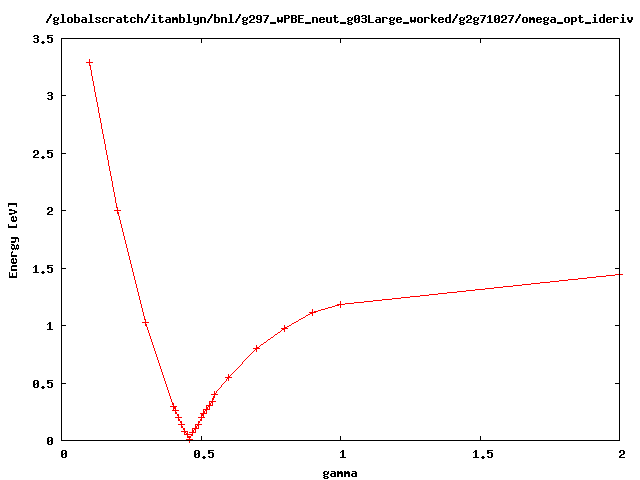 /globalscratch/itamblyn/bnl/g297_wPBE_neut_g03Large_worked/g2g71027/omega_opt_ideriv
3.5
3
2.5
2
1.5
1
0.5
0
Energy [eV]
0 0.5 1 1.5 2
gamma